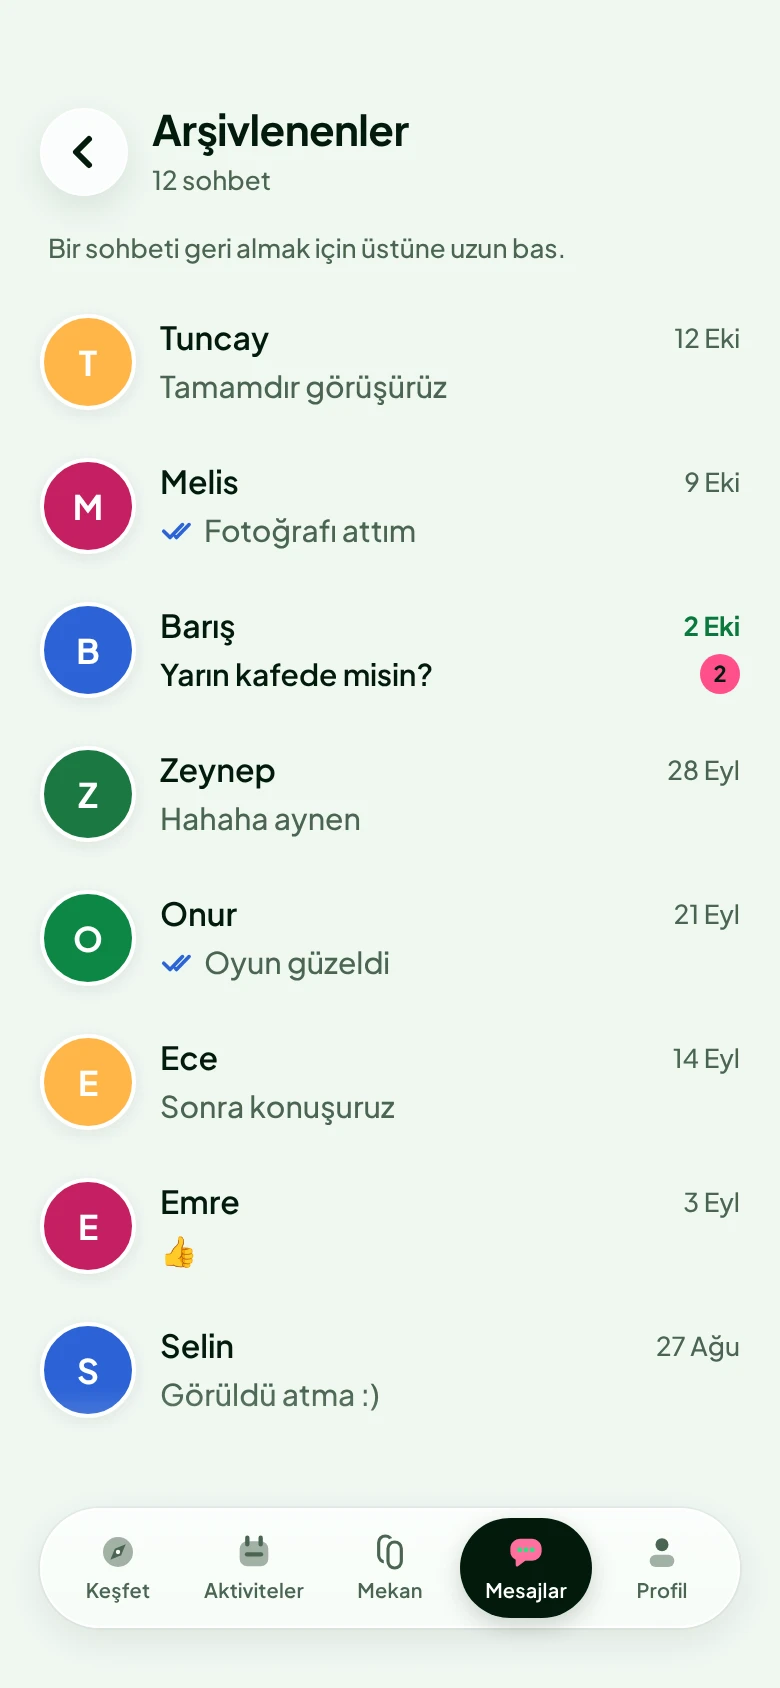 Arşivlenenler
12 sohbet
Bir sohbeti geri almak için üstüne uzun bas.
T
Tuncay
12 Eki
Tamamdır görüşürüz
M
Melis
9 Eki
Fotoğrafı attım
B
Barış
2 Eki
Yarın kafede misin?
2
Z
Zeynep
28 Eyl
Hahaha aynen
O
Onur
21 Eyl
Oyun güzeldi
E
Ece
14 Eyl
Sonra konuşuruz
E
Emre
3 Eyl
👍
S
Selin
27 Ağu
Görüldü atma :)
Keşfet
Aktiviteler
Mekan
Mesajlar
Profil